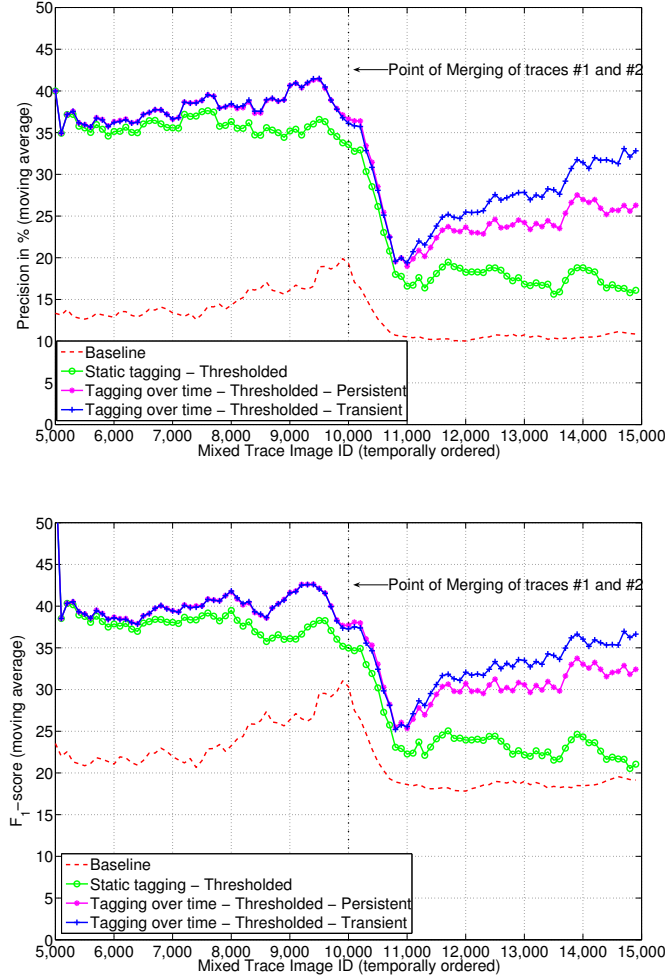 50
45
40
35
30
25
20
15
10
5
0
Precision in % (moving average)
Point of Merging of traces #1 and #2
Baseline
Static tagging − Thresholded
Tagging over time − Thresholded − Persistent
Tagging over time − Thresholded − Transient
5,000 6,000 7,000 8,000 9,000 10,000 11,000 12,000 13,000 14,000 15,000
Mixed Trace Image ID (temporally ordered)
50
45
40
35
30
25
20
15
10
5
0
F1−score (moving average)
Point of Merging of traces #1 and #2
Baseline
Static tagging − Thresholded
Tagging over time − Thresholded − Persistent
Tagging over time − Thresholded − Transient
5,000 6,000 7,000 8,000 9,000 10,000 11,000 12,000 13,000 14,000 15,000
Mixed Trace Image ID (temporally ordered)